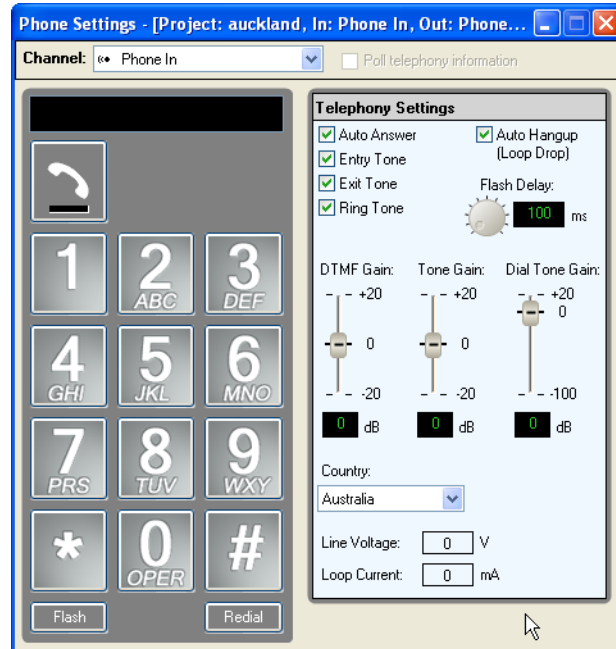 Phone Settings - [Project: auckland, In: Phone In, Out: Phone...
Channel: Phone In
Poll telephony information
1
2 ABC
3 DEF
4 GHI
5 JKL
6 MNO
7 PRS
8 TUV
9 WXY
*
0 OPER
#
Flash
Redial
Telephony Settings
Auto Answer
Entry Tone
Exit Tone
Ring Tone
Auto Hangup
(Loop Drop)
Flash Delay:
100 ms
DTMF Gain:
+20
0
-20
0 dB
Tone Gain:
+20
0
-20
0 dB
Dial Tone Gain:
+20
0
-100
0 dB
Country:
Australia
Line Voltage: 0 V
Loop Current: 0 mA